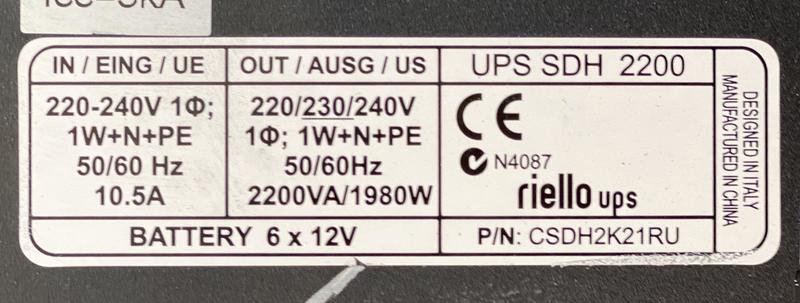 Icc=3kA
IN / EING / UE
220-240V 1Φ;
1W+N+PE
50/60 Hz
10.5A
OUT / AUSG / US
220/230/240V
1Φ; 1W+N+PE
50/60Hz
2200VA/1980W
UPS SDH 2200
CE
N4087
riello ups
BATTERY 6 x 12V
P/N: CSDH2K21RU
DESIGNED IN ITALY
MANUFACTURED IN CHINA